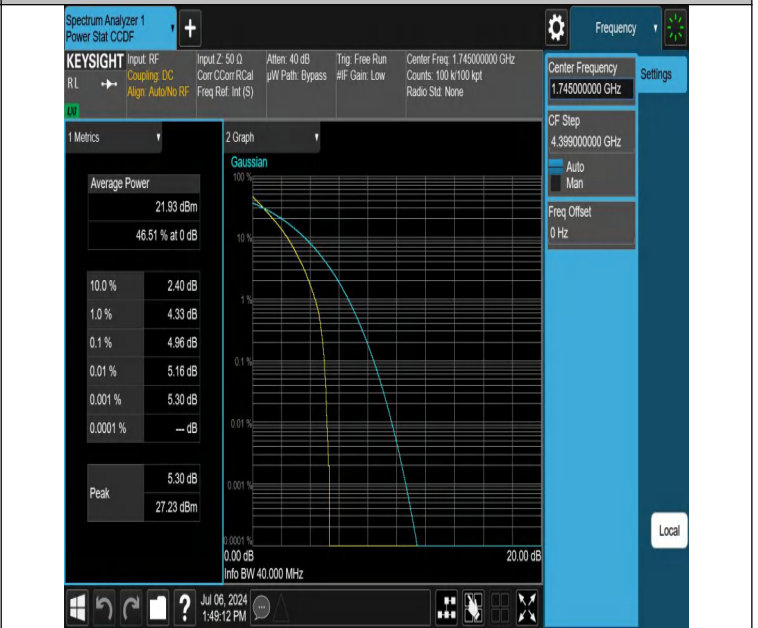 Spectrum Analyzer 1
Power Stat CCDF
+
Frequency
KEYSIGHT
RL
LXI
Input: RF
Coupling: DC
Align: Auto/No RF
Input Z: 50 Ω
Corr CCorr RCal
Freq Ref: Int (S)
Atten: 40 dB
µW Path: Bypass
Trig: Free Run
#IF Gain: Low
Center Freq: 1.745000000 GHz
Counts: 100 k/100 kpt
Radio Std: None
Center Frequency
1.745000000 GHz
Settings
CF Step
4.399000000 GHz
Auto
Man
Freq Offset
0 Hz
1 Metrics
Average Power
21.93 dBm
46.51 % at 0 dB
10.0 % 2.40 dB
1.0 % 4.33 dB
0.1 % 4.96 dB
0.01 % 5.16 dB
0.001 % 5.30 dB
0.0001 % --- dB
Peak
5.30 dB
27.23 dBm
2 Graph
Gaussian
100 %
10 %
1 %
0.1 %
0.01 %
0.001 %
0.0001 %
0.00 dB 20.00 dB
Info BW 40.000 MHz
Local
?
Jul 06, 2024
1:49:12 PM